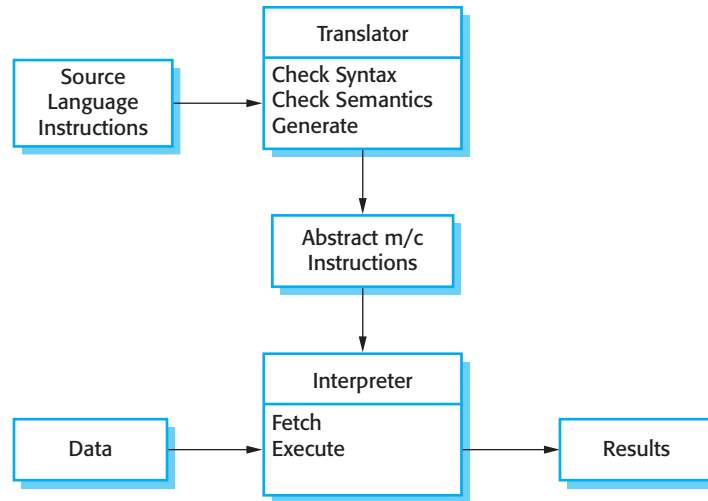 Translator
Source
Language
Instructions
Check Syntax
Check Semantics
Generate
Abstract m/c
Instructions
Interpreter
Fetch
Execute
Data
Results